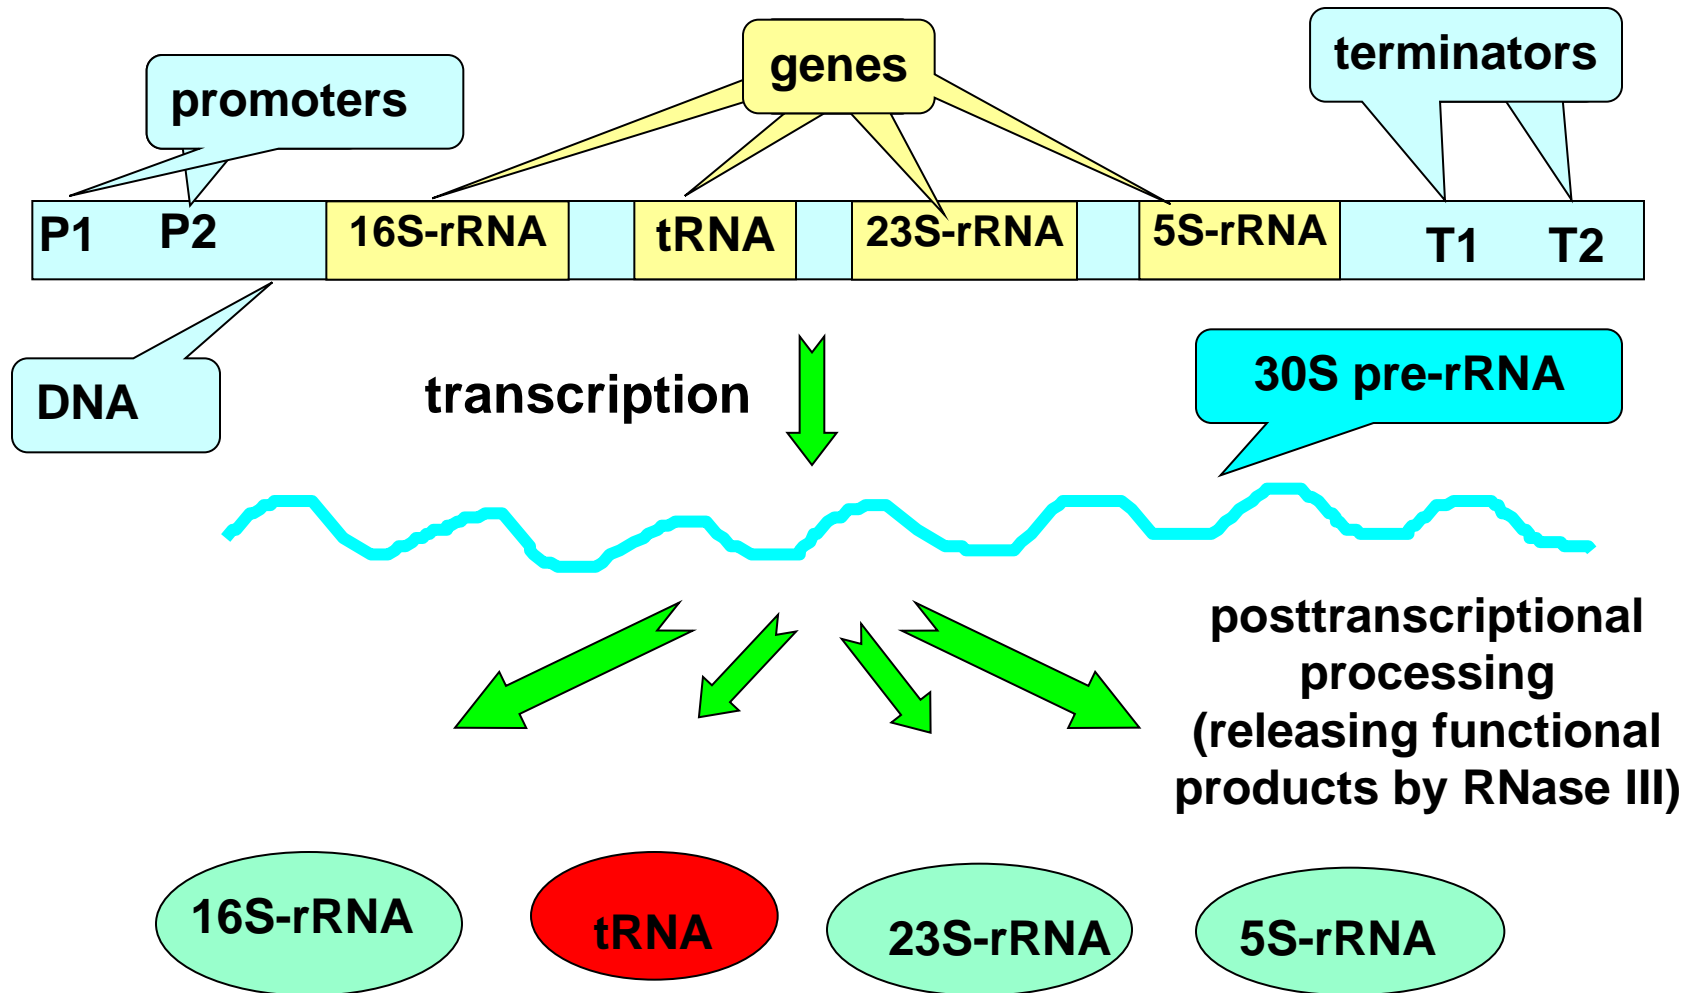 genes
terminators
promoters
P1
P2
16S-rRNA
tRNA
23S-rRNA
5S-rRNA
T1
T2
DNA
transcription
30S pre-rRNA
posttranscriptional
processing
(releasing functional
products by RNase III)
16S-rRNA
tRNA
23S-rRNA
5S-rRNA